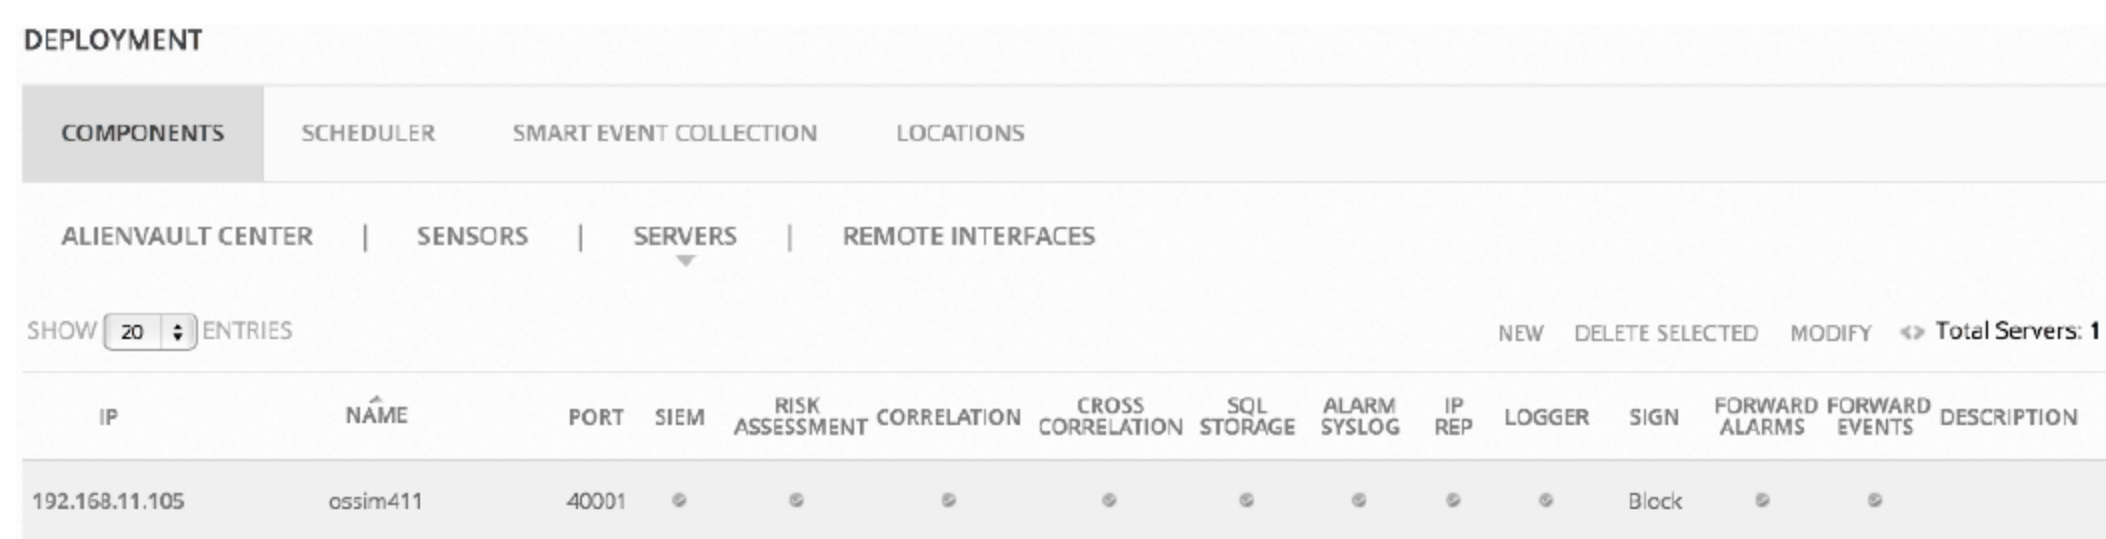 DEPLOYMENT
COMPONENTS SCHEDULER SMART EVENT COLLECTION LOCATIONS
ALIENVAULT CENTER | SENSORS | SERVERS | REMOTE INTERFACES
SHOW 20 ENTRIES NEW DELETE SELECTED MODIFY <> Total Servers: 1
IP NAME PORT SIEM RISK ASSESSMENT CORRELATION CROSS CORRELATION SQL STORAGE ALARM SYSLOG IP REP LOGGER SIGN FORWARD ALARMS FORWARD EVENTS DESCRIPTION
192.168.11.105 ossim411 40001 Block